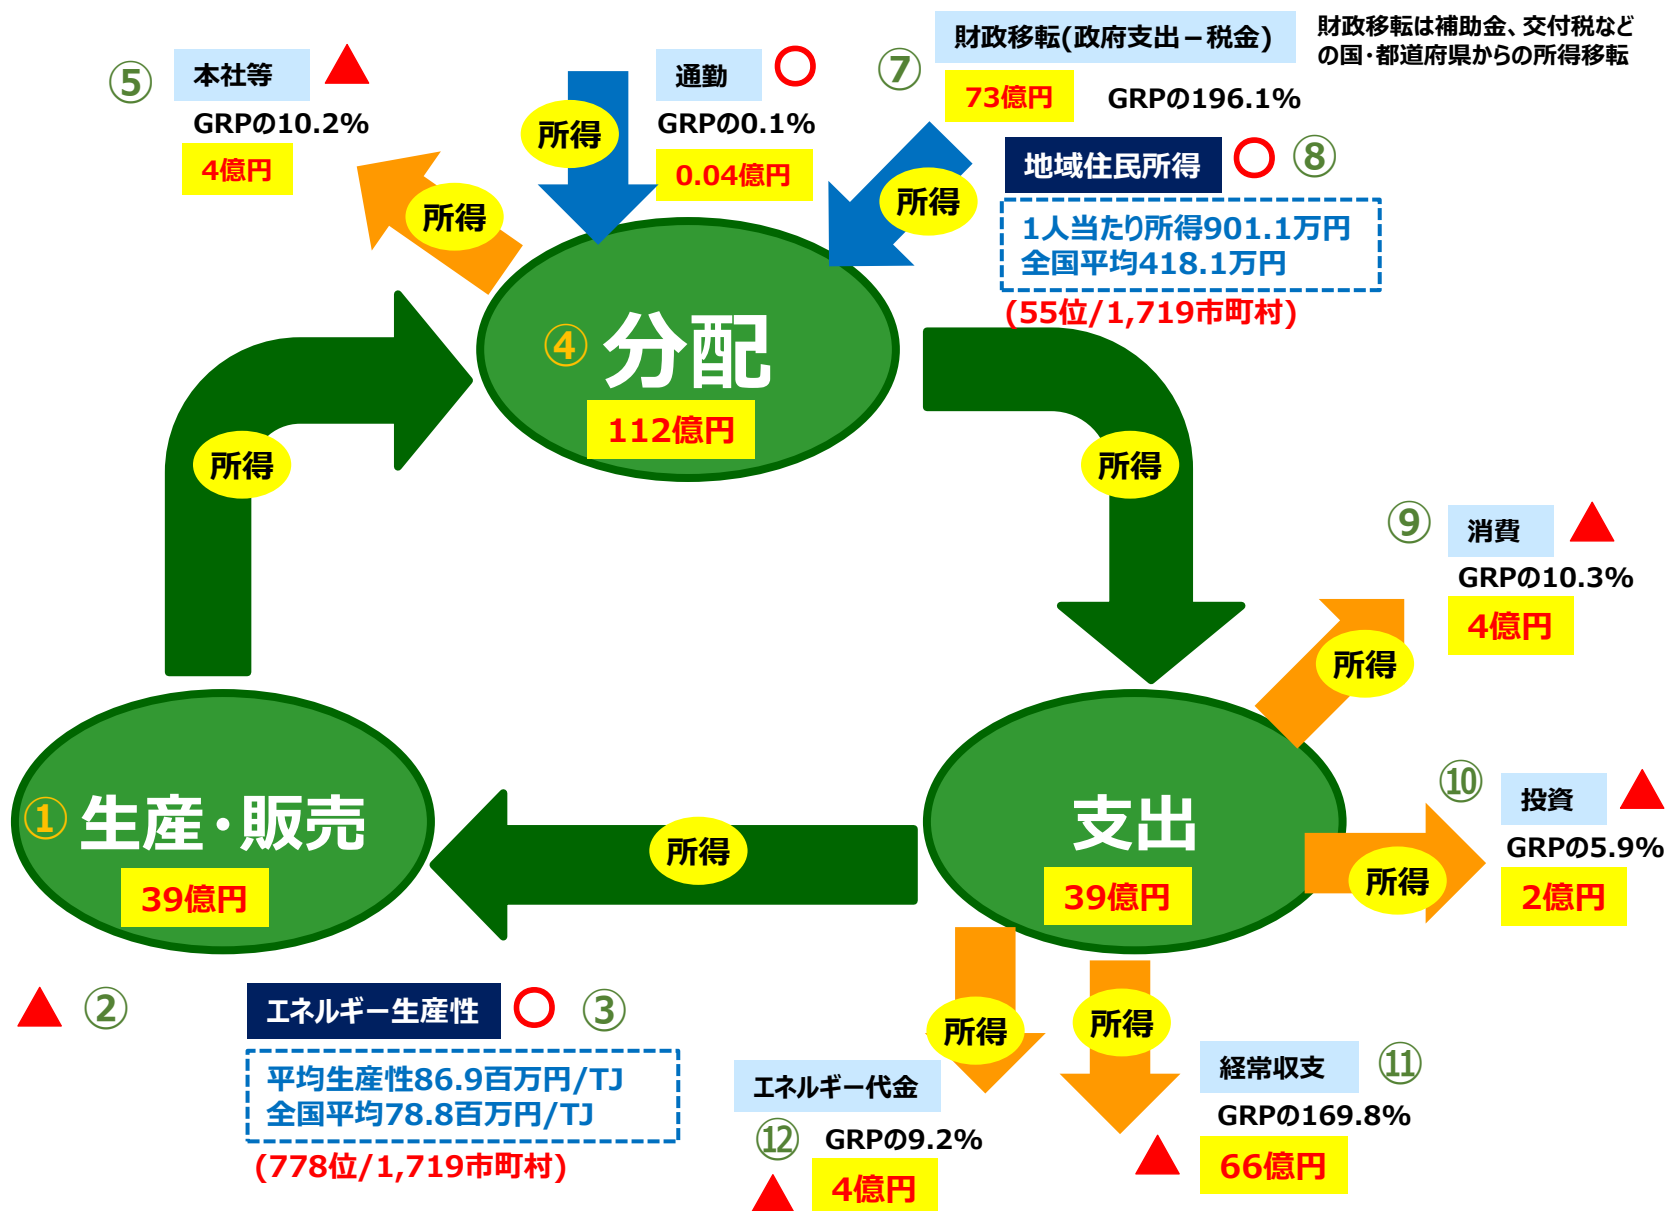 ⑤
本社等
GRPの10.2%
4億円
所得
所得
通勤
GRPの0.1%
0.04億円
⑦
財政移転(政府支出－税金)
73億円
GRPの196.1%
財政移転は補助金、交付税など
の国・都道府県からの所得移転
所得
地域住民所得
⑧
1人当たり所得901.1万円
全国平均418.1万円
(55位/1,719市町村)
④
分配
112億円
所得
所得
⑨
消費
GRPの10.3%
4億円
所得
⑩
投資
GRPの5.9%
2億円
所得
①
生産・販売
39億円
所得
支出
39億円
②
エネルギー生産性
③
平均生産性86.9百万円/TJ
全国平均78.8百万円/TJ
(778位/1,719市町村)
所得
エネルギー代金
⑫
GRPの9.2%
4億円
所得
経常収支
⑪
GRPの169.8%
66億円